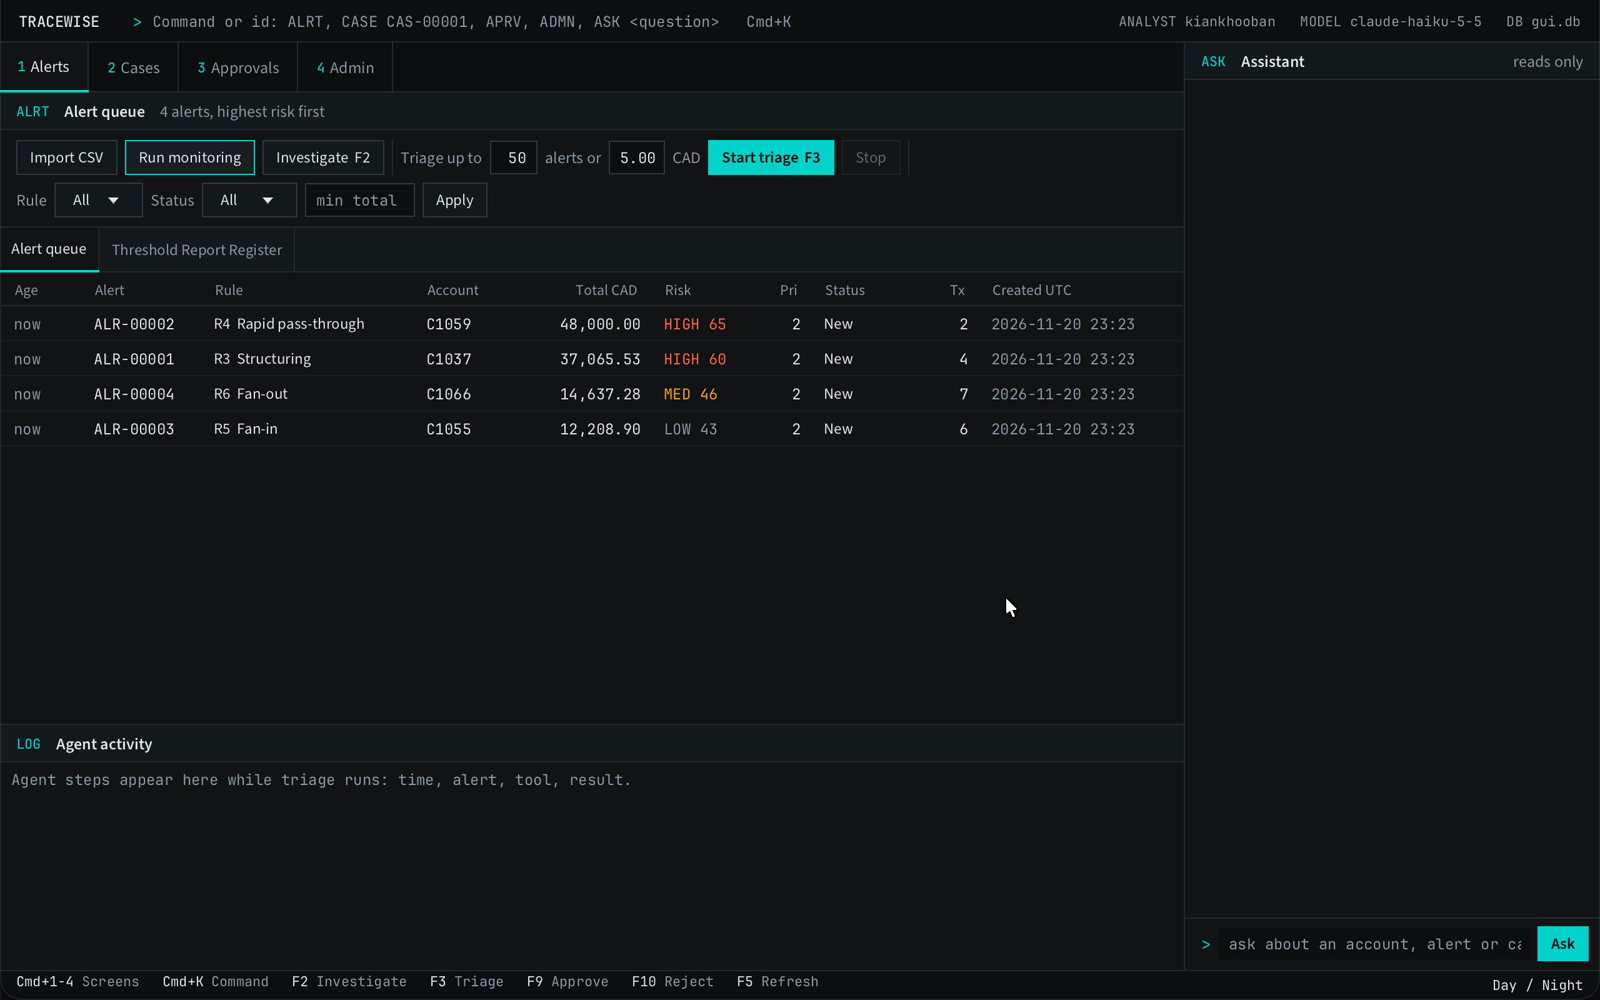 TRACEWISE > Command or id: ALRT, CASE CAS-00001, APRV, ADMN, ASK <question> Cmd+K ANALYST kiankhooban MODEL claude-haiku-5-5 DB gui.db
1 Alerts 2 Cases 3 Approvals 4 Admin
ALRT Alert queue 4 alerts, highest risk first
Import CSV Run monitoring Investigate F2 Triage up to 50 alerts or 5.00 CAD Start triage F3 Stop
Rule All Status All min total Apply
Alert queue Threshold Report Register
Age Alert Rule Account Total CAD Risk Pri Status Tx Created UTC
now ALR-00002 R4 Rapid pass-through C1059 48,000.00 HIGH 65 2 New 2 2026-11-20 23:23
now ALR-00001 R3 Structuring C1037 37,065.53 HIGH 60 2 New 4 2026-11-20 23:23
now ALR-00004 R6 Fan-out C1066 14,637.28 MED 46 2 New 7 2026-11-20 23:23
now ALR-00003 R5 Fan-in C1055 12,208.90 LOW 43 2 New 6 2026-11-20 23:23
LOG Agent activity
Agent steps appear here while triage runs: time, alert, tool, result.
ASK Assistant reads only
> ask about an account, alert or ca Ask
Cmd+1-4 Screens Cmd+K Command F2 Investigate F3 Triage F9 Approve F10 Reject F5 Refresh Day / Night